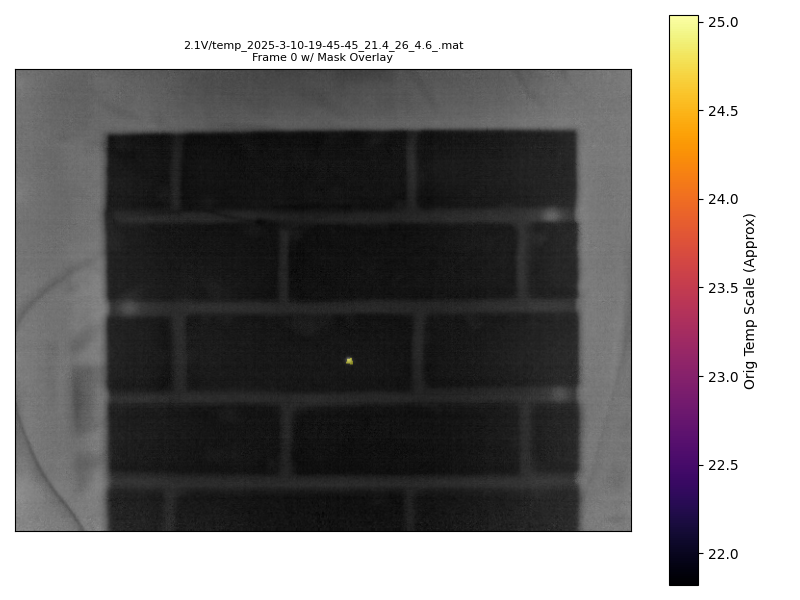 2.1V/temp_2025-3-10-19-45-45_21.4_26_4.6_.mat
Frame 0 w/ Mask Overlay
25.0
24.5
24.0
23.5
23.0
22.5
22.0
Orig Temp Scale (Approx)